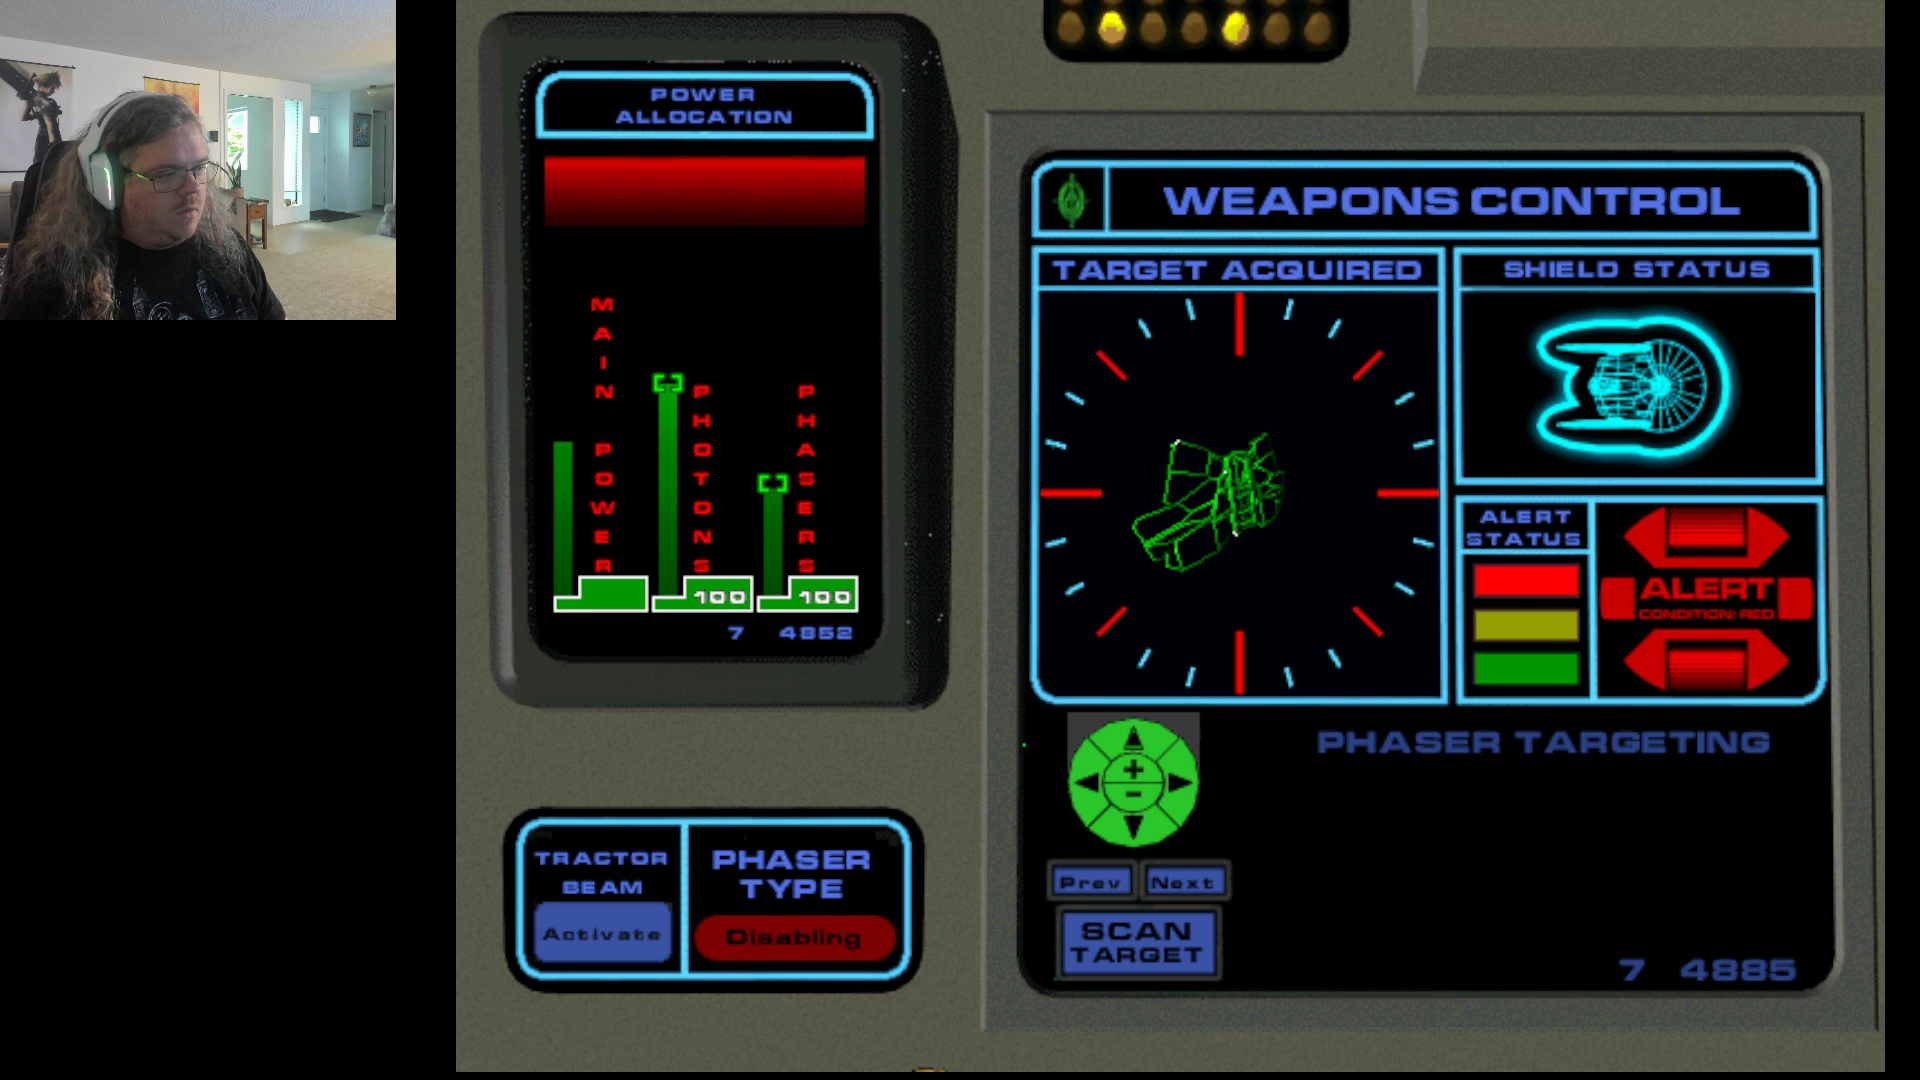 POWER
ALLOCATION
MAIN POWER
PHOTONS
PHASERS
100
100
7 4852
WEAPONS CONTROL
TARGET ACQUIRED
SHIELD STATUS
ALERT
STATUS
ALERT
CONDITION: RED
PHASER TARGETING
+
-
Prev
Next
SCAN
TARGET
7 4885
TRACTOR
BEAM
Activate
PHASER
TYPE
Disabling